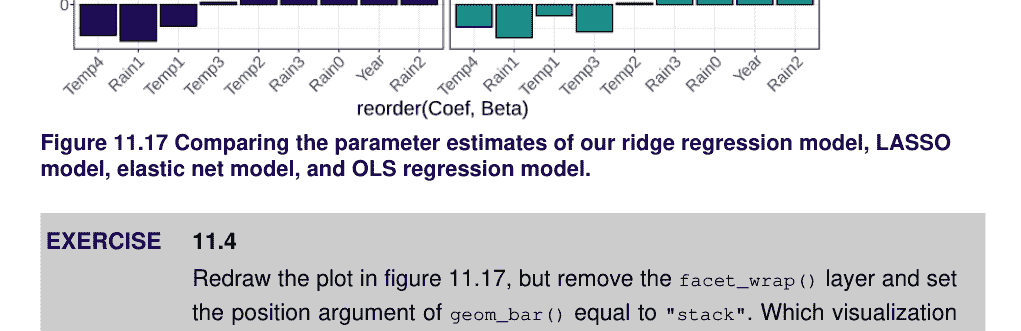 0
Temp4 Rain1 Temp1 Temp3 Temp2 Rain3 Rain0 Year Rain2 Temp4 Rain1 Temp1 Temp3 Temp2 Rain3 Rain0 Year Rain2
reorder(Coef, Beta)
Figure 11.17 Comparing the parameter estimates of our ridge regression model, LASSO
model, elastic net model, and OLS regression model.
EXERCISE 11.4
Redraw the plot in figure 11.17, but remove the facet_wrap() layer and set
the position argument of geom_bar() equal to "stack". Which visualization